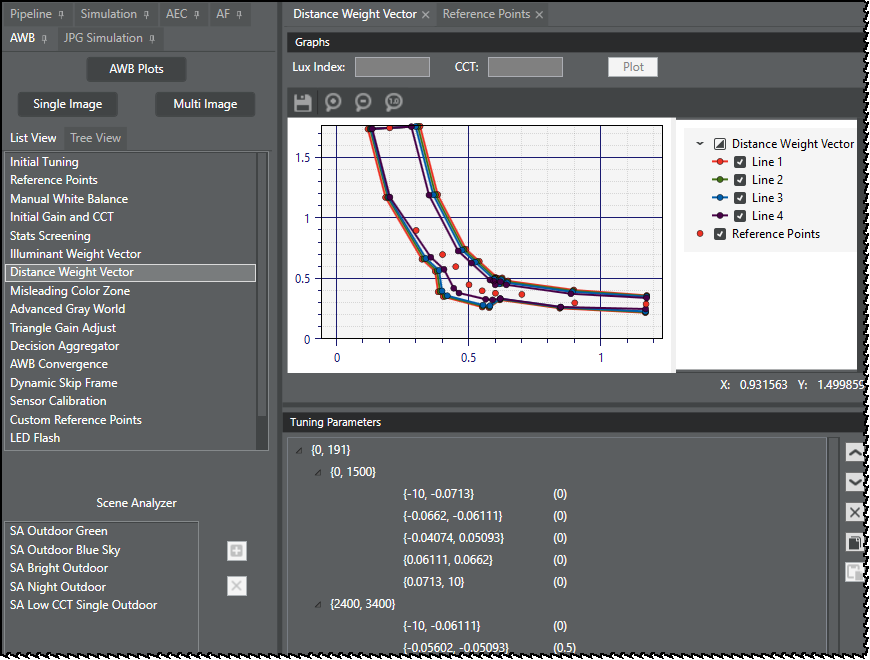 Pipeline Simulation AEC AF
AWB JPG Simulation
AWB Plots
Single Image Multi Image
List View Tree View
Initial Tuning
Reference Points
Manual White Balance
Initial Gain and CCT
Stats Screening
Illuminant Weight Vector
Distance Weight Vector
Misleading Color Zone
Advanced Gray World
Triangle Gain Adjust
Decision Aggregator
AWB Convergence
Dynamic Skip Frame
Sensor Calibration
Custom Reference Points
LED Flash
Scene Analyzer
SA Outdoor Green
SA Outdoor Blue Sky
SA Bright Outdoor
SA Night Outdoor
SA Low CCT Single Outdoor
Distance Weight Vector Reference Points
Graphs
Lux Index: CCT: Plot
1.0
1.5
1
0.5
0
0 0.5 1
Distance Weight Vector
Line 1
Line 2
Line 3
Line 4
Reference Points
X: 0.931563 Y: 1.499859
Tuning Parameters
{0, 191}
{0, 1500}
{-10, -0.0713} (0)
{-0.0662, -0.06111} (0)
{-0.04074, 0.05093} (0)
{0.06111, 0.0662} (0)
{0.0713, 10} (0)
{2400, 3400}
{-10, -0.06111} (0)
{-0.05602, -0.05093} (0.5)